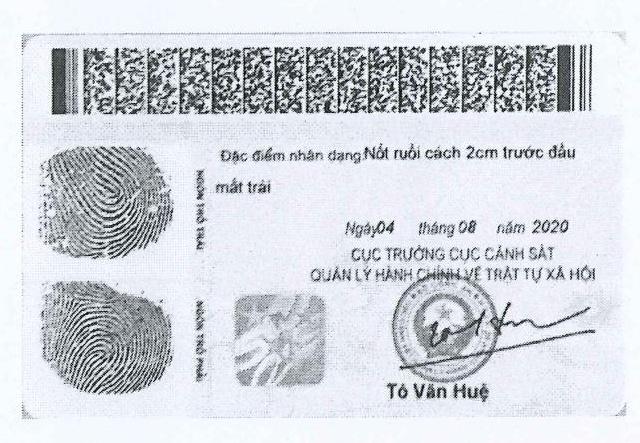 Đặc điểm nhân dạng:Nốt ruồi cách 2cm trước đầu
mắt trái
NGÓN TRỎ TRÁI
Ngày04 tháng 08 năm 2020
CỤC TRƯỞNG CỤC CẢNH SÁT
QUẢN LÝ HÀNH CHÍNH VỀ TRẬT TỰ XÃ HỘI
NGÓN TRỎ PHẢI
Tô Văn Huệ